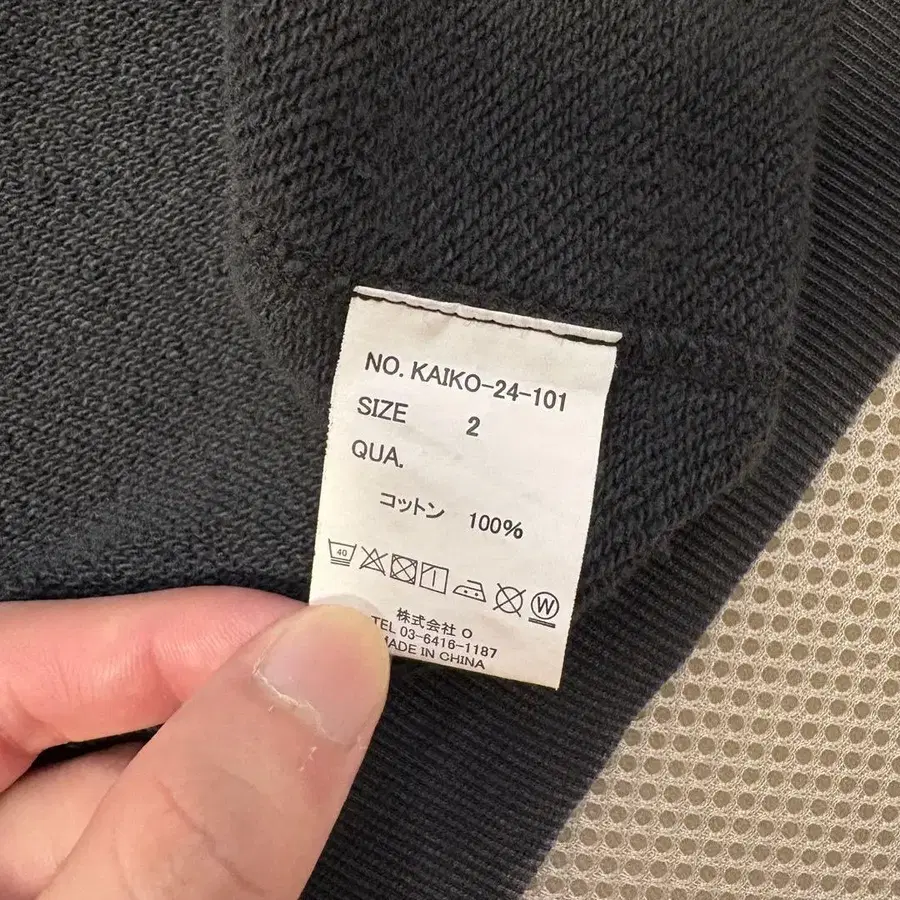 NO. KAIKO-24-101
SIZE 2
QUA.
コットン 100%
40
W
株式会社 O
TEL 03-6416-1187
MADE IN CHINA